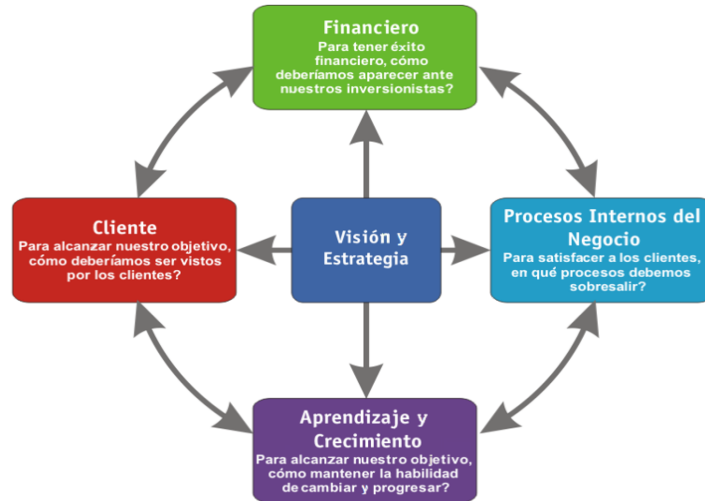 Financiero
Para tener éxito
financiero, cómo
deberíamos aparecer ante
nuestros inversionistas?
Cliente
Para alcanzar nuestro objetivo,
cómo deberíamos ser vistos
por los clientes?
Visión y
Estrategia
Procesos Internos del
Negocio
Para satisfacer a los clientes,
en qué procesos debemos
sobresalir?
Aprendizaje y
Crecimiento
Para alcanzar nuestro objetivo,
cómo mantener la habilidad
de cambiar y progresar?